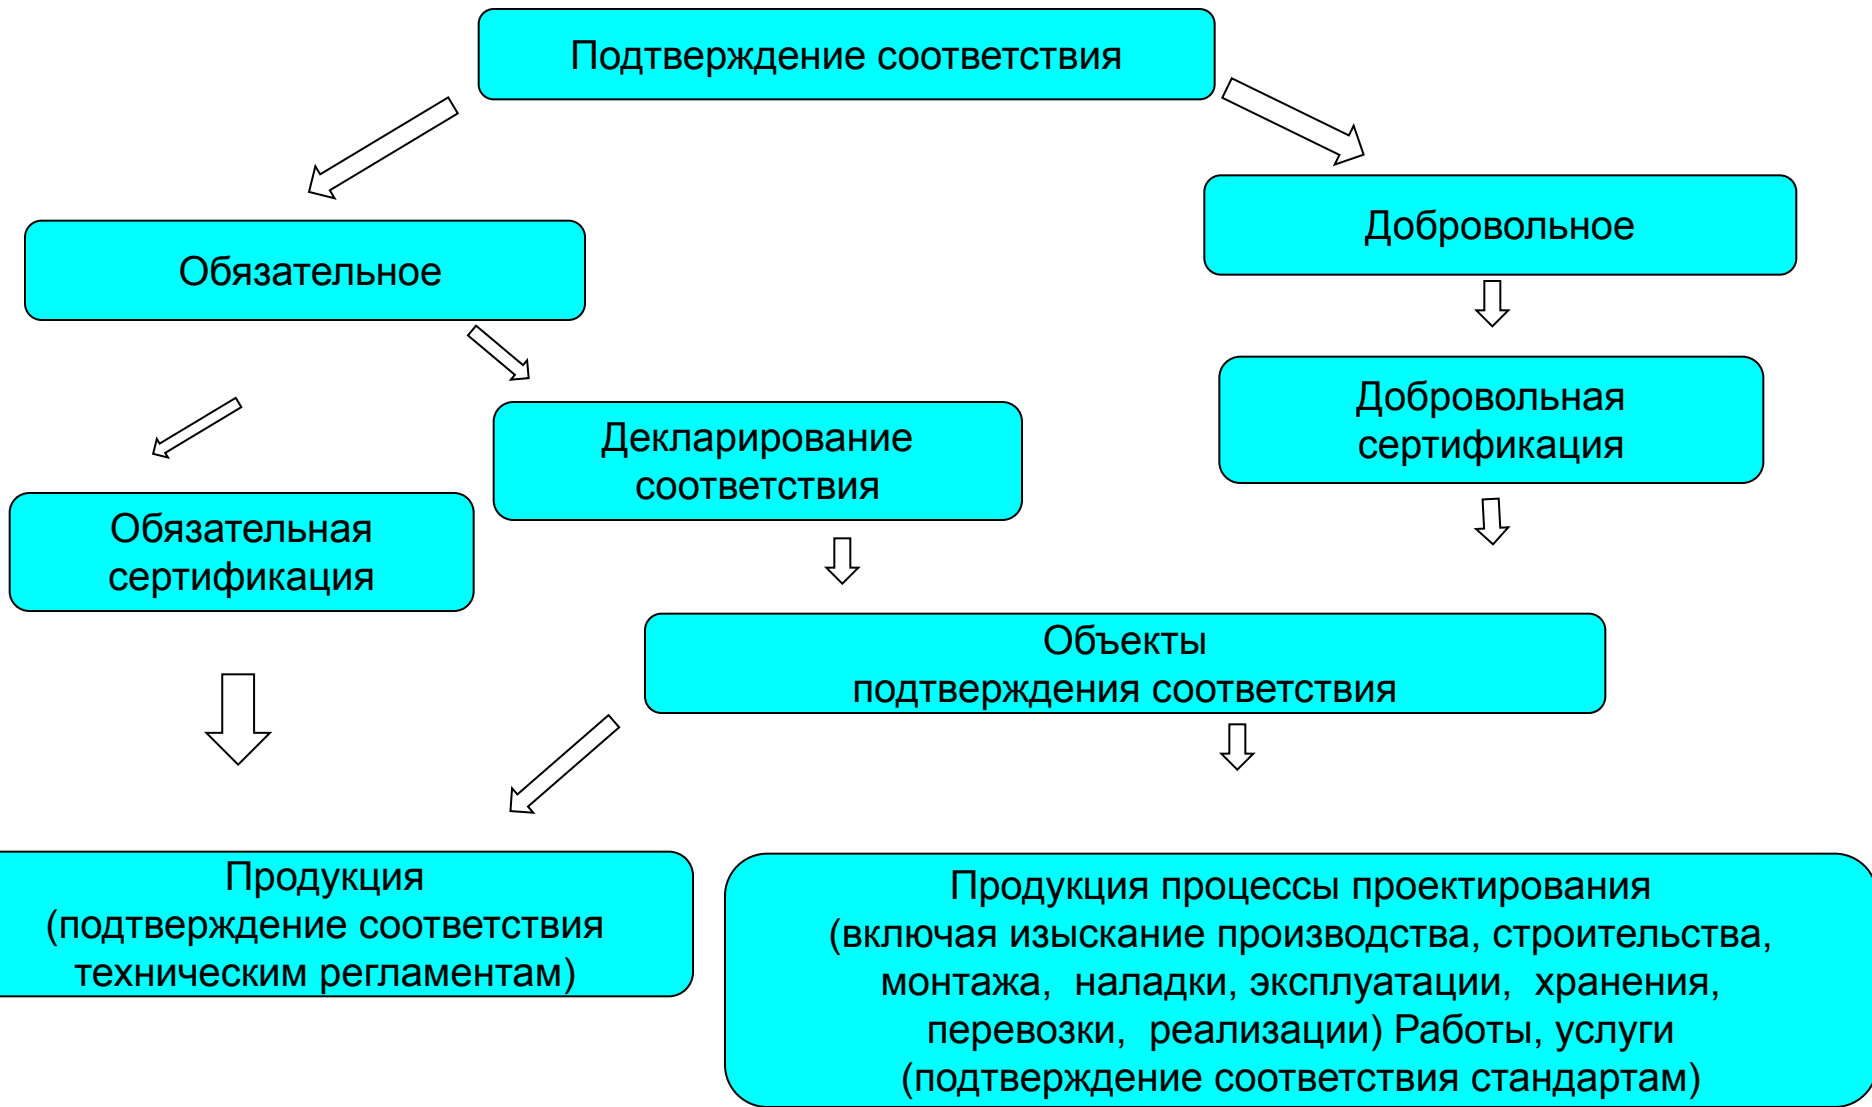 Подтверждение соответствия
Добровольное
Обязательное
Добровольная
сертификация
Декларирование
соответствия
Обязательная
сертификация
Объекты
подтверждения соответствия
Продукция
(подтверждение соответствия
техническим регламентам)
Продукция процессы проектирования
(включая изыскание производства, строительства,
монтажа, наладки, эксплуатации, хранения,
перевозки, реализации) Работы, услуги
(подтверждение соответствия стандартам)